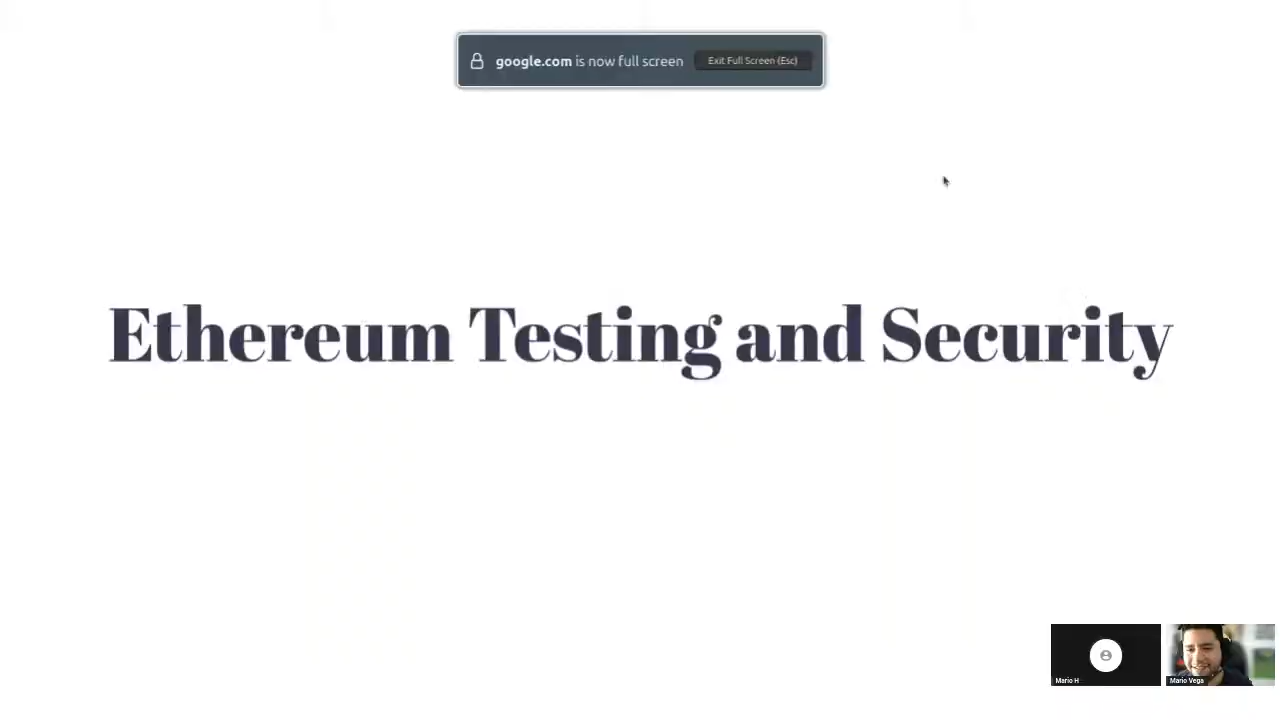 google.com is now full screen Exit Full Screen (Esc)
Ethereum Testing and Security
Mario H
Mario Vega